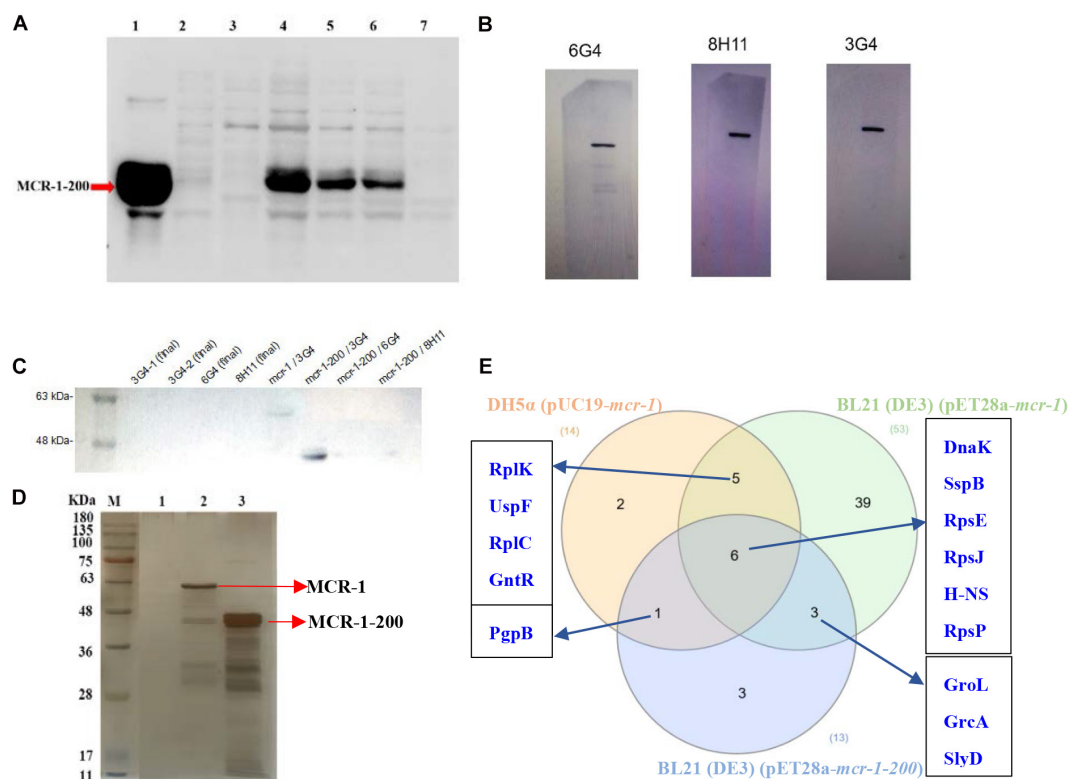 A
1 2 3 4 5 6 7
MCR-1-200
B
6G4
8H11
3G4
C
3G4-1 (final)
3G4-2 (final)
6G4 (final)
8H11 (final)
mcr-1 / 3G4
mcr-1-200 / 3G4
mcr-1-200 / 6G4
mcr-1-200 / 8H11
63 kDa-
48 kDa-
D
KDa M 1 2 3
180
135
100
75
63
48
36
28
17
11
MCR-1
MCR-1-200
E
DH5α (pUC19-mcr-1)
(14)
BL21 (DE3) (pET28a-mcr-1)
(53)
2
5
39
6
1
3
3
(13)
BL21 (DE3) (pET28a-mcr-1-200)
RplK
UspF
RplC
GntR
PgpB
DnaK
SspB
RpsE
RpsJ
H-NS
RpsP
GroL
GrcA
SlyD